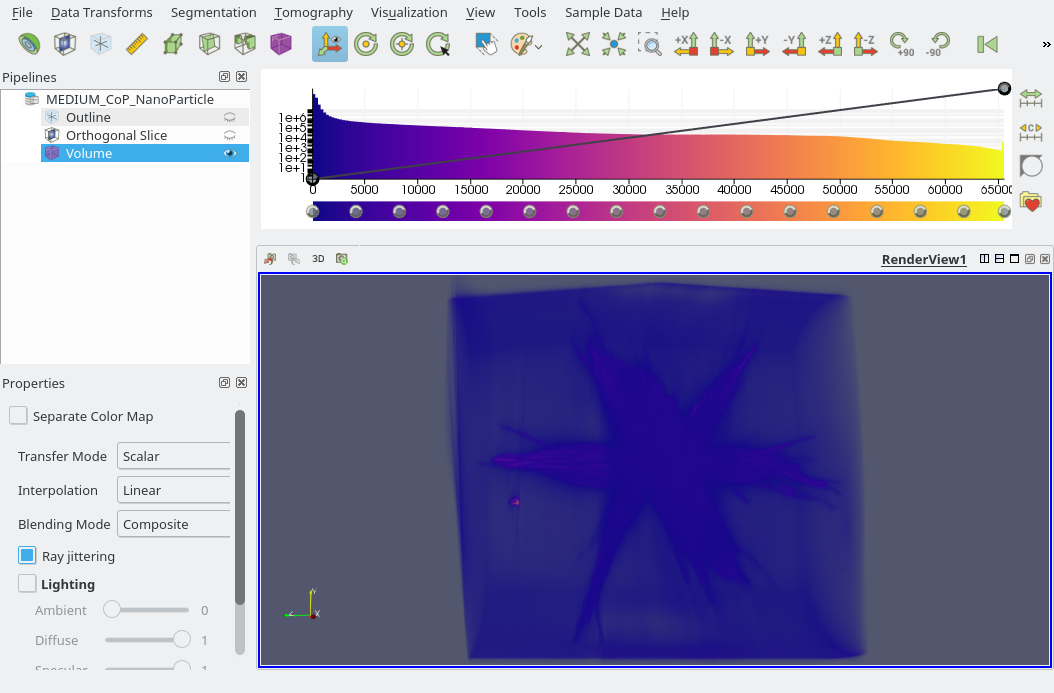 File Data Transforms Segmentation Tomography Visualization View Tools Sample Data Help
+X -X +Y -Y +Z -Z +90 -90 »
Pipelines
MEDIUM_CoP_NanoParticle
Outline
Orthogonal Slice
Volume
1e+6
1e+5
1e+4
1e+3
1e+2
1e+1
0 5000 10000 15000 20000 25000 30000 35000 40000 45000 50000 55000 60000 65000
C
3D RenderView1
Properties
Separate Color Map
Transfer Mode Scalar
Interpolation Linear
Blending Mode Composite
Ray jittering
Lighting
Ambient 0
Diffuse 1
Specular 1
Y
Z X